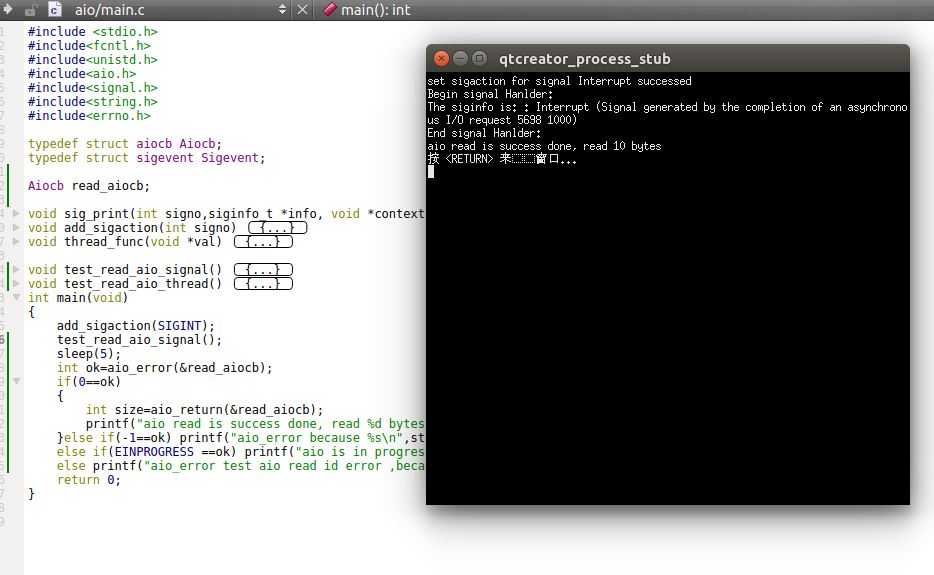 aio/main.c
main(): int
#include <stdio.h>
#include<fcntl.h>
#include<unistd.h>
#include<aio.h>
#include<signal.h>
#include<string.h>
#include<errno.h>
typedef struct aiocb Aiocb;
typedef struct sigevent Sigevent;
Aiocb read_aiocb;
void sig_print(int signo,siginfo_t *info, void *context
void add_sigaction(int signo) {...}
void thread_func(void *val) {...}
void test_read_aio_signal() {...}
void test_read_aio_thread() {...}
int main(void)
{
add_sigaction(SIGINT);
test_read_aio_signal();
sleep(5);
int ok=aio_error(&read_aiocb);
if(0==ok)
{
int size=aio_return(&read_aiocb);
printf("aio read is success done, read %d bytes
}else if(-1==ok) printf("aio_error because %s\n",st
else if(EINPROGRESS ==ok) printf("aio is in progres
else printf("aio_error test aio read id error ,beca
return 0;
}
qtcreator_process_stub
set sigaction for signal Interrupt successed
Begin signal Hanlder:
The siginfo is: : Interrupt (Signal generated by the completion of an asynchrono
us I/O request 5698 1000)
End signal Hanlder:
aio read is success done, read 10 bytes
按 <RETURN> 来窗口...